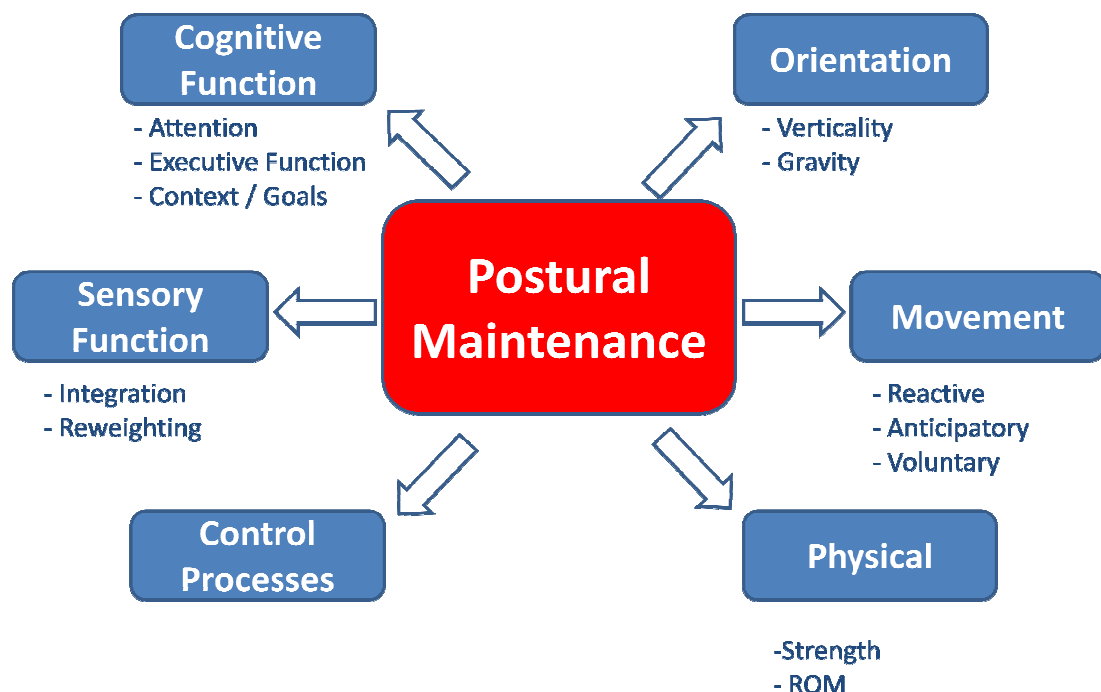 Cognitive
Function
- Attention
- Executive Function
- Context / Goals
Orientation
- Verticality
- Gravity
Postural
Maintenance
Sensory
Function
- Integration
- Reweighting
Movement
- Reactive
- Anticipatory
- Voluntary
Control
Processes
Physical
-Strength
- ROM